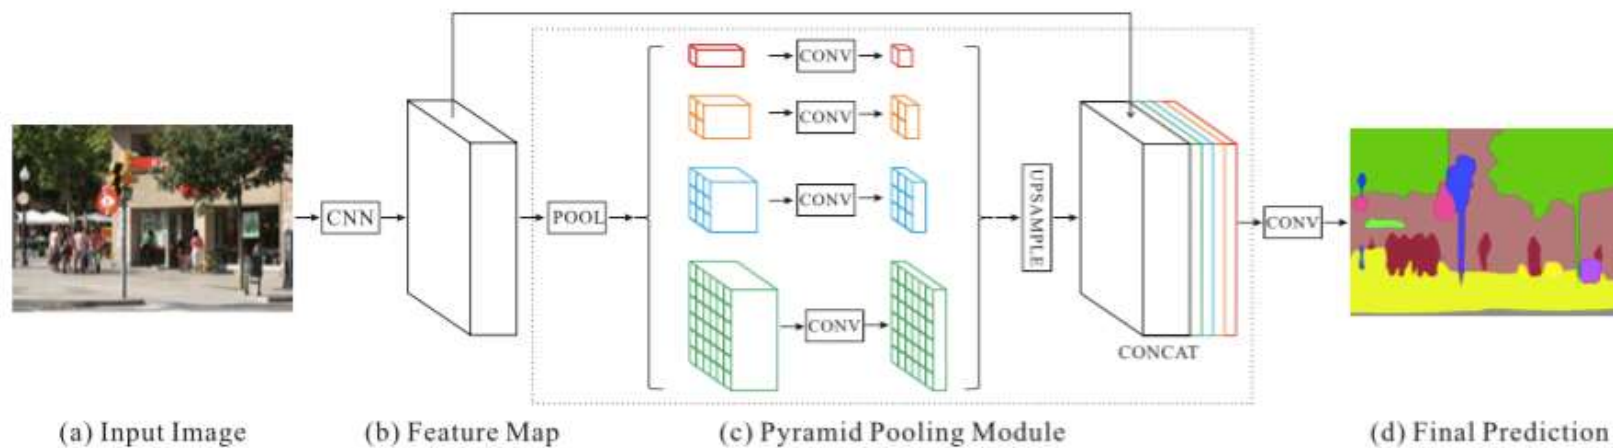 CNN
POOL
CONV
CONV
CONV
CONV
UPSAMPLE
CONCAT
CONV
(a) Input Image
(b) Feature Map
(c) Pyramid Pooling Module
(d) Final Prediction